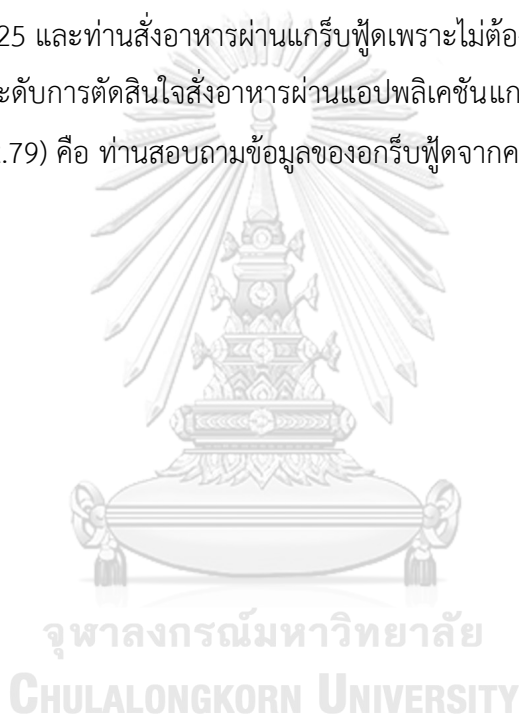 25 และท่านสั่งอาหารผ่านแกร็บฟู้ดเพราะไม่ต้อ
ะดับการตัดสินใจสั่งอาหารผ่านแอปพลิเคชันแก
.79) คือ ท่านสอบถามข้อมูลของอกร็บฟู้ดจากค
จุฬาลงกรณ์มหาวิทยาลัย
CHULALONGKORN UNIVERSITY